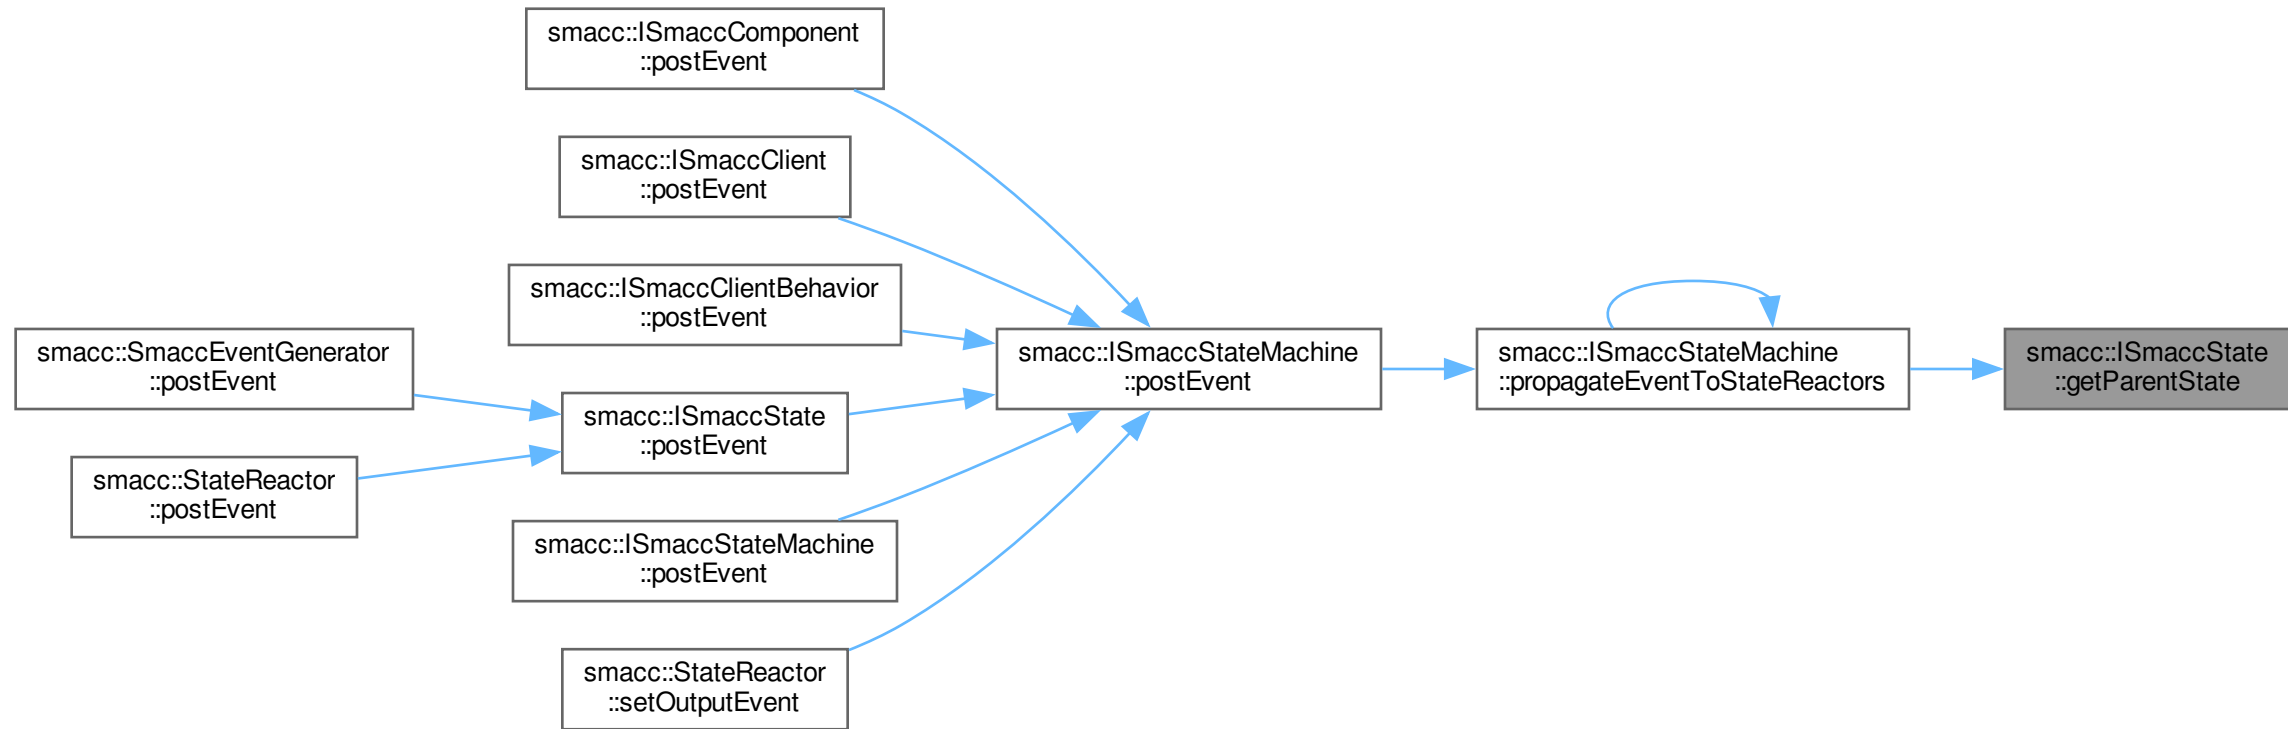 smacc::ISmaccComponent
::postEvent
smacc::ISmaccClient
::postEvent
smacc::ISmaccClientBehavior
::postEvent
smacc::SmaccEventGenerator
::postEvent
smacc::ISmaccStateMachine
::postEvent
smacc::ISmaccStateMachine
::propagateEventToStateReactors
smacc::ISmaccState
::getParentState
smacc::ISmaccState
::postEvent
smacc::StateReactor
::postEvent
smacc::ISmaccStateMachine
::postEvent
smacc::StateReactor
::setOutputEvent